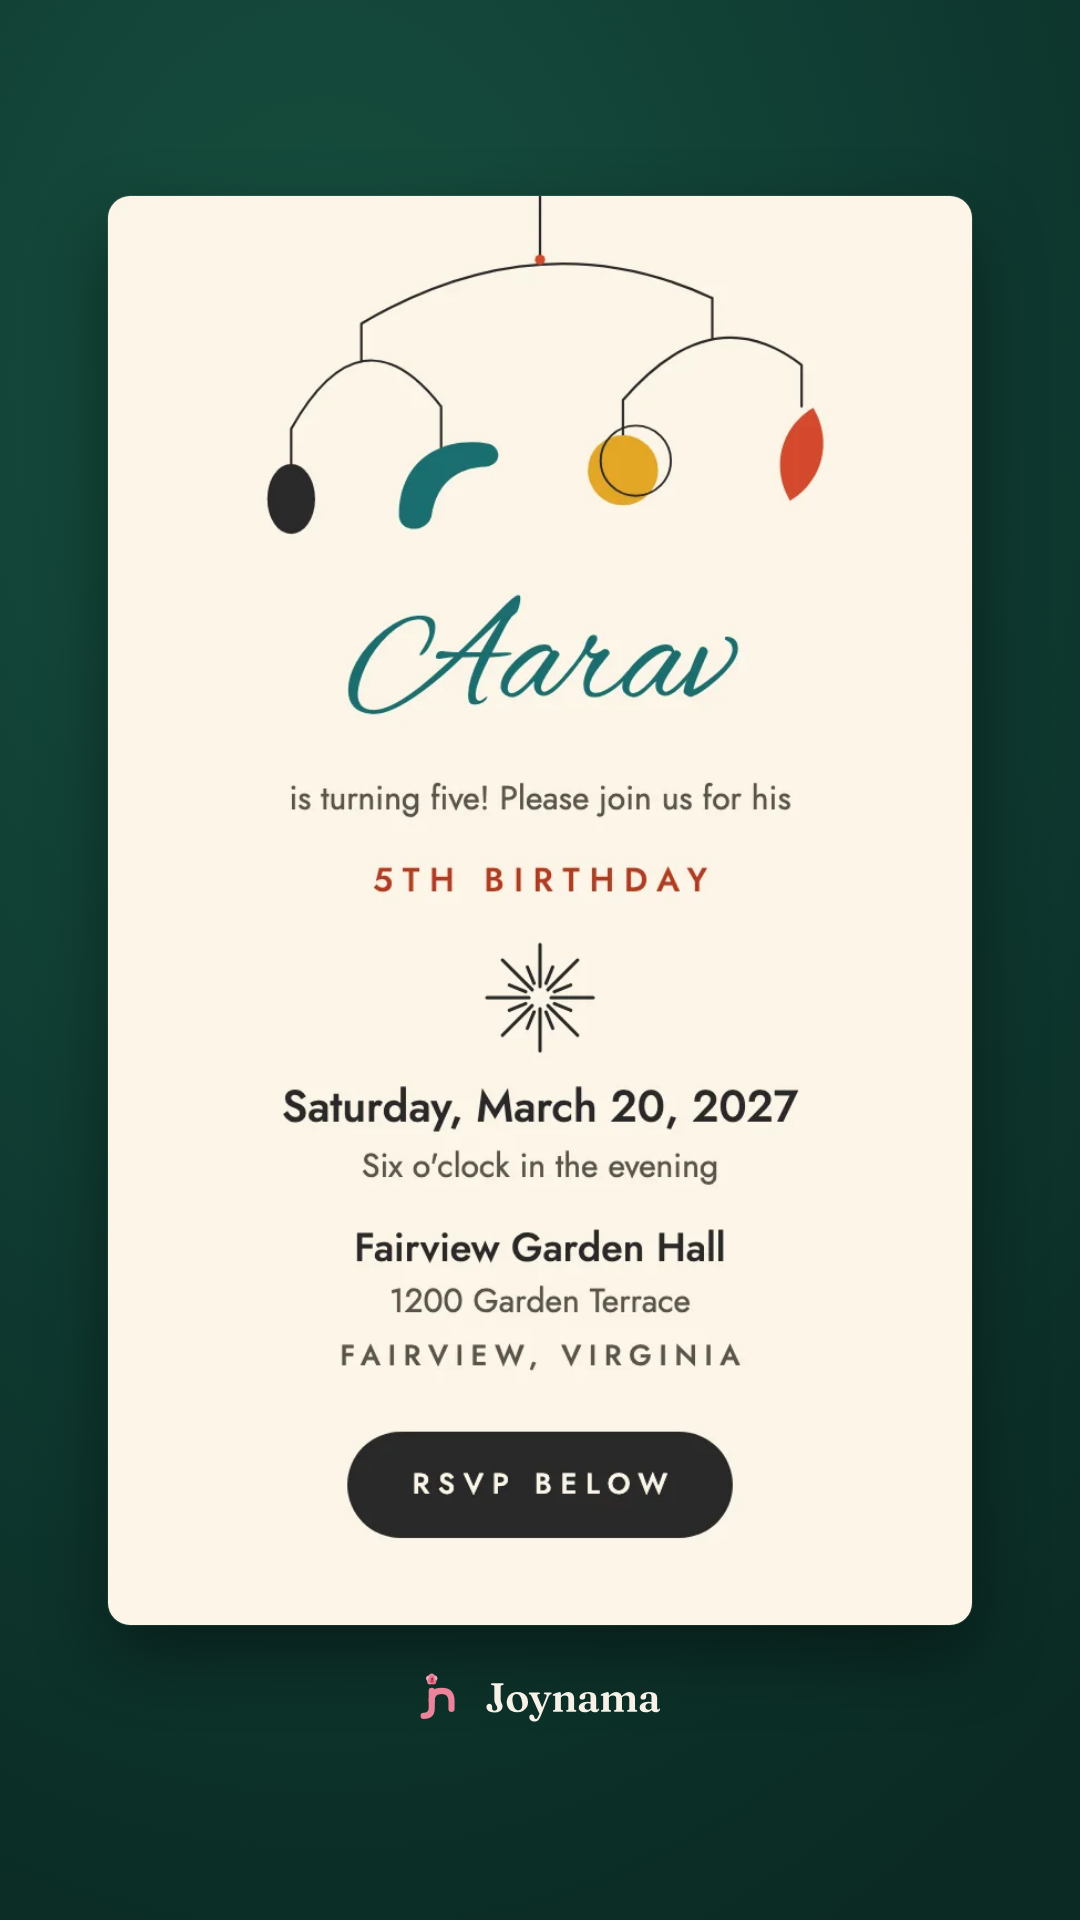 Aarav
is turning five! Please join us for his
5TH BIRTHDAY
Saturday, March 20, 2027
Six o'clock in the evening
Fairview Garden Hall
1200 Garden Terrace
FAIRVIEW, VIRGINIA
RSVP BELOW
jn Joynama